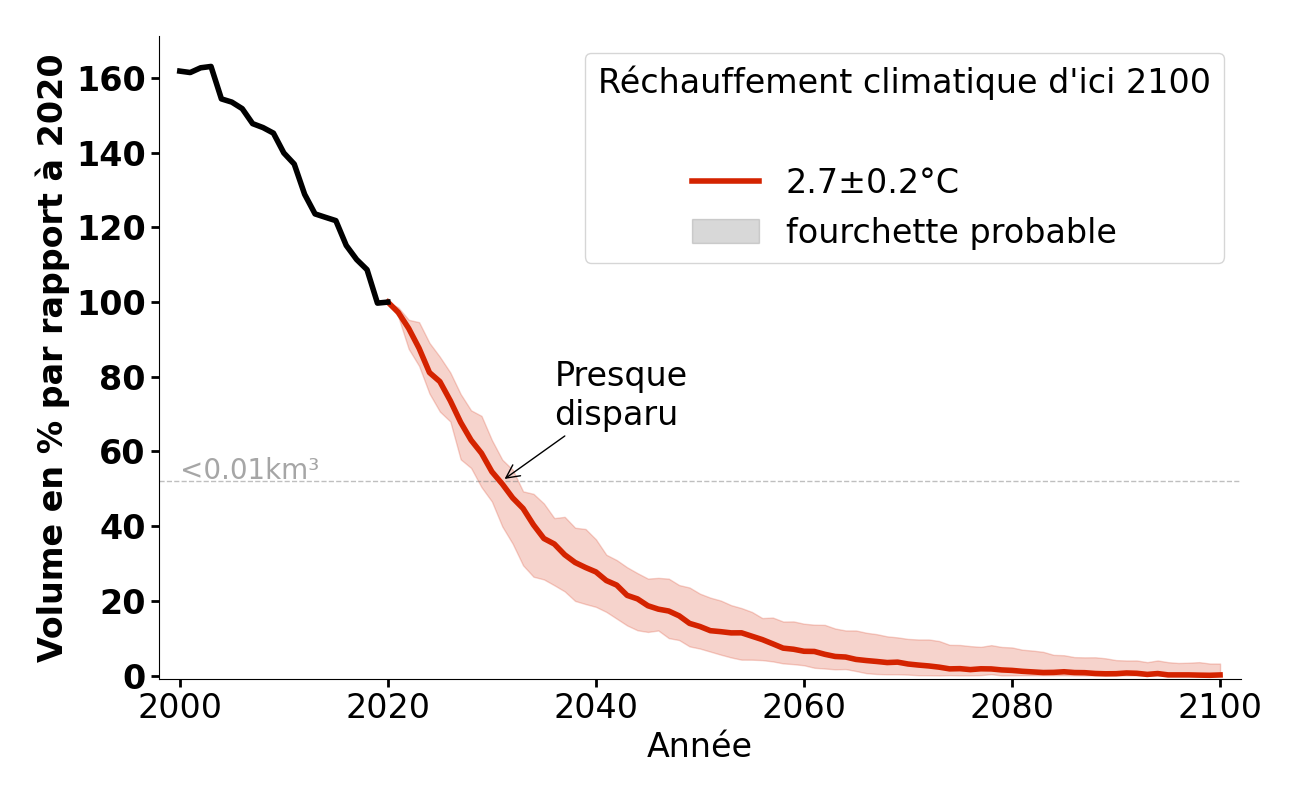 Réchauffement climatique d'ici 2100
2.7±0.2°C
fourchette probable
Volume en % par rapport à 2020
160
140
120
100
80
60
40
20
0
Presque
disparu
<0.01km³
2000
2020
2040
2060
2080
2100
Année